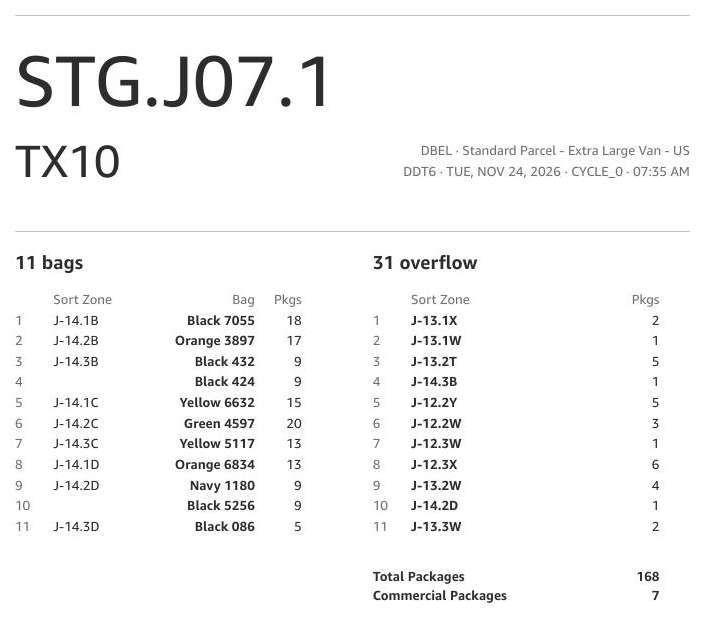 STG.J07.1
TX10
DBEL · Standard Parcel - Extra Large Van - US
DDT6 · TUE, NOV 24, 2026 · CYCLE_0 · 07:35 AM
11 bags
Sort Zone Bag Pkgs
1 J-14.1B Black 7055 18
2 J-14.2B Orange 3897 17
3 J-14.3B Black 432 9
4 Black 424 9
5 J-14.1C Yellow 6632 15
6 J-14.2C Green 4597 20
7 J-14.3C Yellow 5117 13
8 J-14.1D Orange 6834 13
9 J-14.2D Navy 1180 9
10 Black 5256 9
11 J-14.3D Black 086 5
31 overflow
Sort Zone Pkgs
1 J-13.1X 2
2 J-13.1W 1
3 J-13.2T 5
4 J-14.3B 1
5 J-12.2Y 5
6 J-12.2W 3
7 J-12.3W 1
8 J-12.3X 6
9 J-13.2W 4
10 J-14.2D 1
11 J-13.3W 2
Total Packages 168
Commercial Packages 7